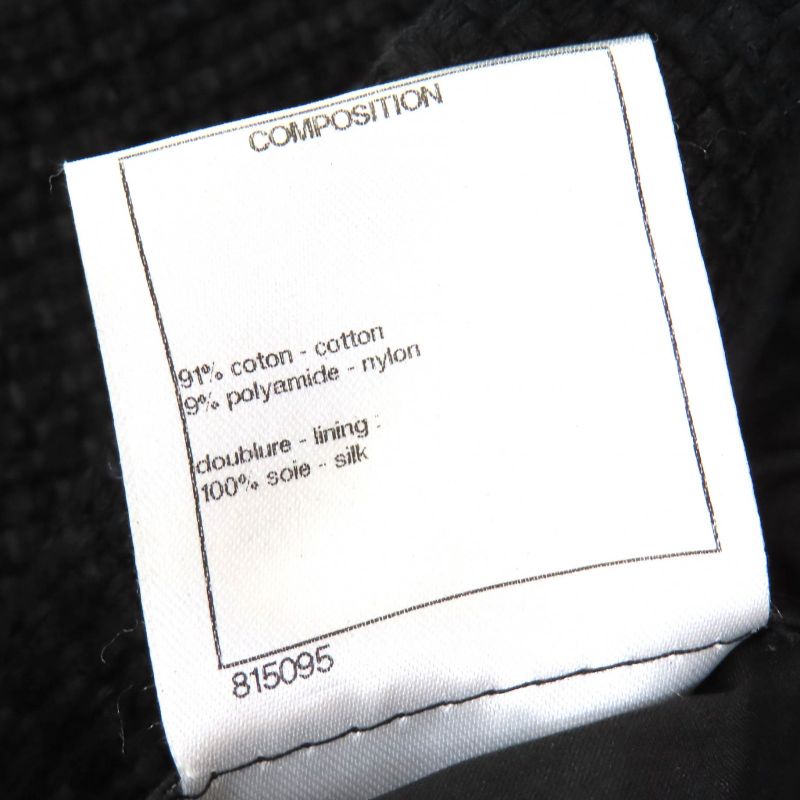 COMPOSITION
91% coton - cotton
9% polyamide - nylon
doublure - lining :
100% soie - silk
815095